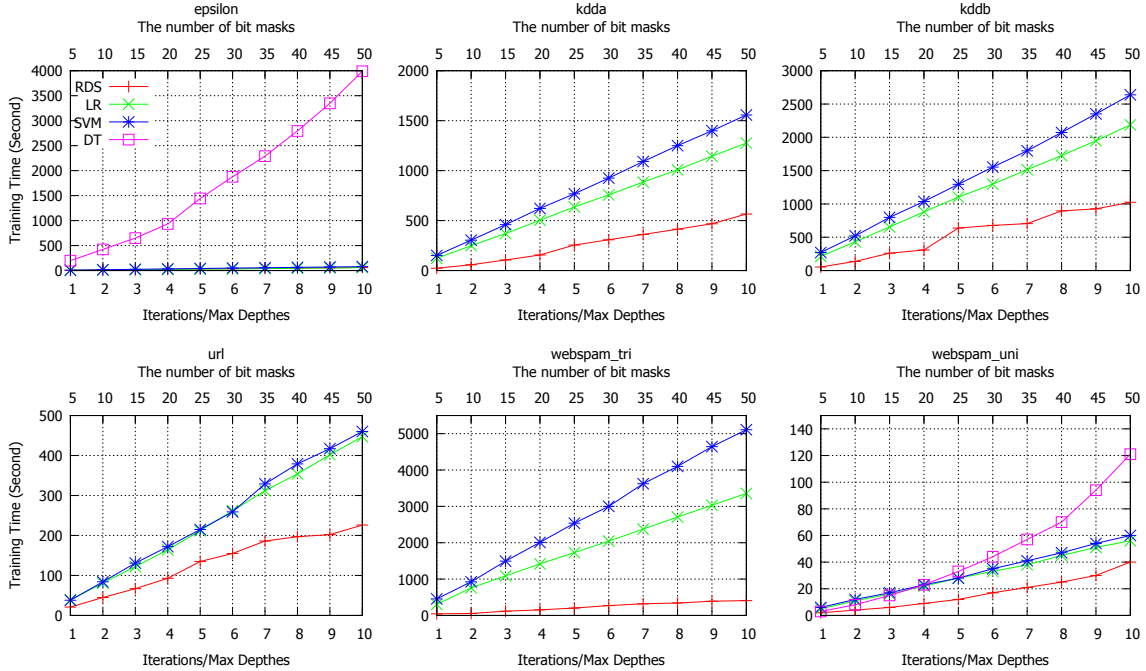 epsilon
The number of bit masks
5 10 15 20 25 30 35 40 45 50
4000
3500
3000
2500
2000
1500
1000
500
0
Training Time (Second)
RDS
LR
SVM
DT
1 2 3 4 5 6 7 8 9 10
Iterations/Max Depthes
kdda
The number of bit masks
5 10 15 20 25 30 35 40 45 50
2000
1500
1000
500
0
1 2 3 4 5 6 7 8 9 10
Iterations/Max Depthes
kddb
The number of bit masks
5 10 15 20 25 30 35 40 45 50
3000
2500
2000
1500
1000
500
0
1 2 3 4 5 6 7 8 9 10
Iterations/Max Depthes
url
The number of bit masks
5 10 15 20 25 30 35 40 45 50
500
400
300
200
100
0
Training Time (Second)
1 2 3 4 5 6 7 8 9 10
Iterations/Max Depthes
webspam_tri
The number of bit masks
5 10 15 20 25 30 35 40 45 50
5000
4000
3000
2000
1000
0
1 2 3 4 5 6 7 8 9 10
Iterations/Max Depthes
webspam_uni
The number of bit masks
5 10 15 20 25 30 35 40 45 50
140
120
100
80
60
40
20
0
1 2 3 4 5 6 7 8 9 10
Iterations/Max Depthes